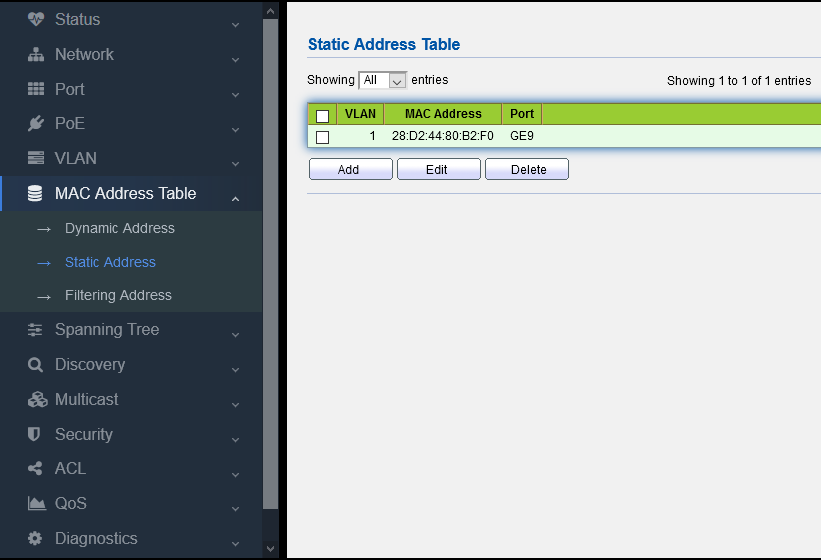 Status
Network
Port
PoE
VLAN
MAC Address Table
→ Dynamic Address
→ Static Address
→ Filtering Address
Spanning Tree
Discovery
Multicast
Security
ACL
QoS
Diagnostics
Static Address Table
Showing All entries
Showing 1 to 1 of 1 entries
VLAN MAC Address Port
1 28:D2:44:80:B2:F0 GE9
Add Edit Delete